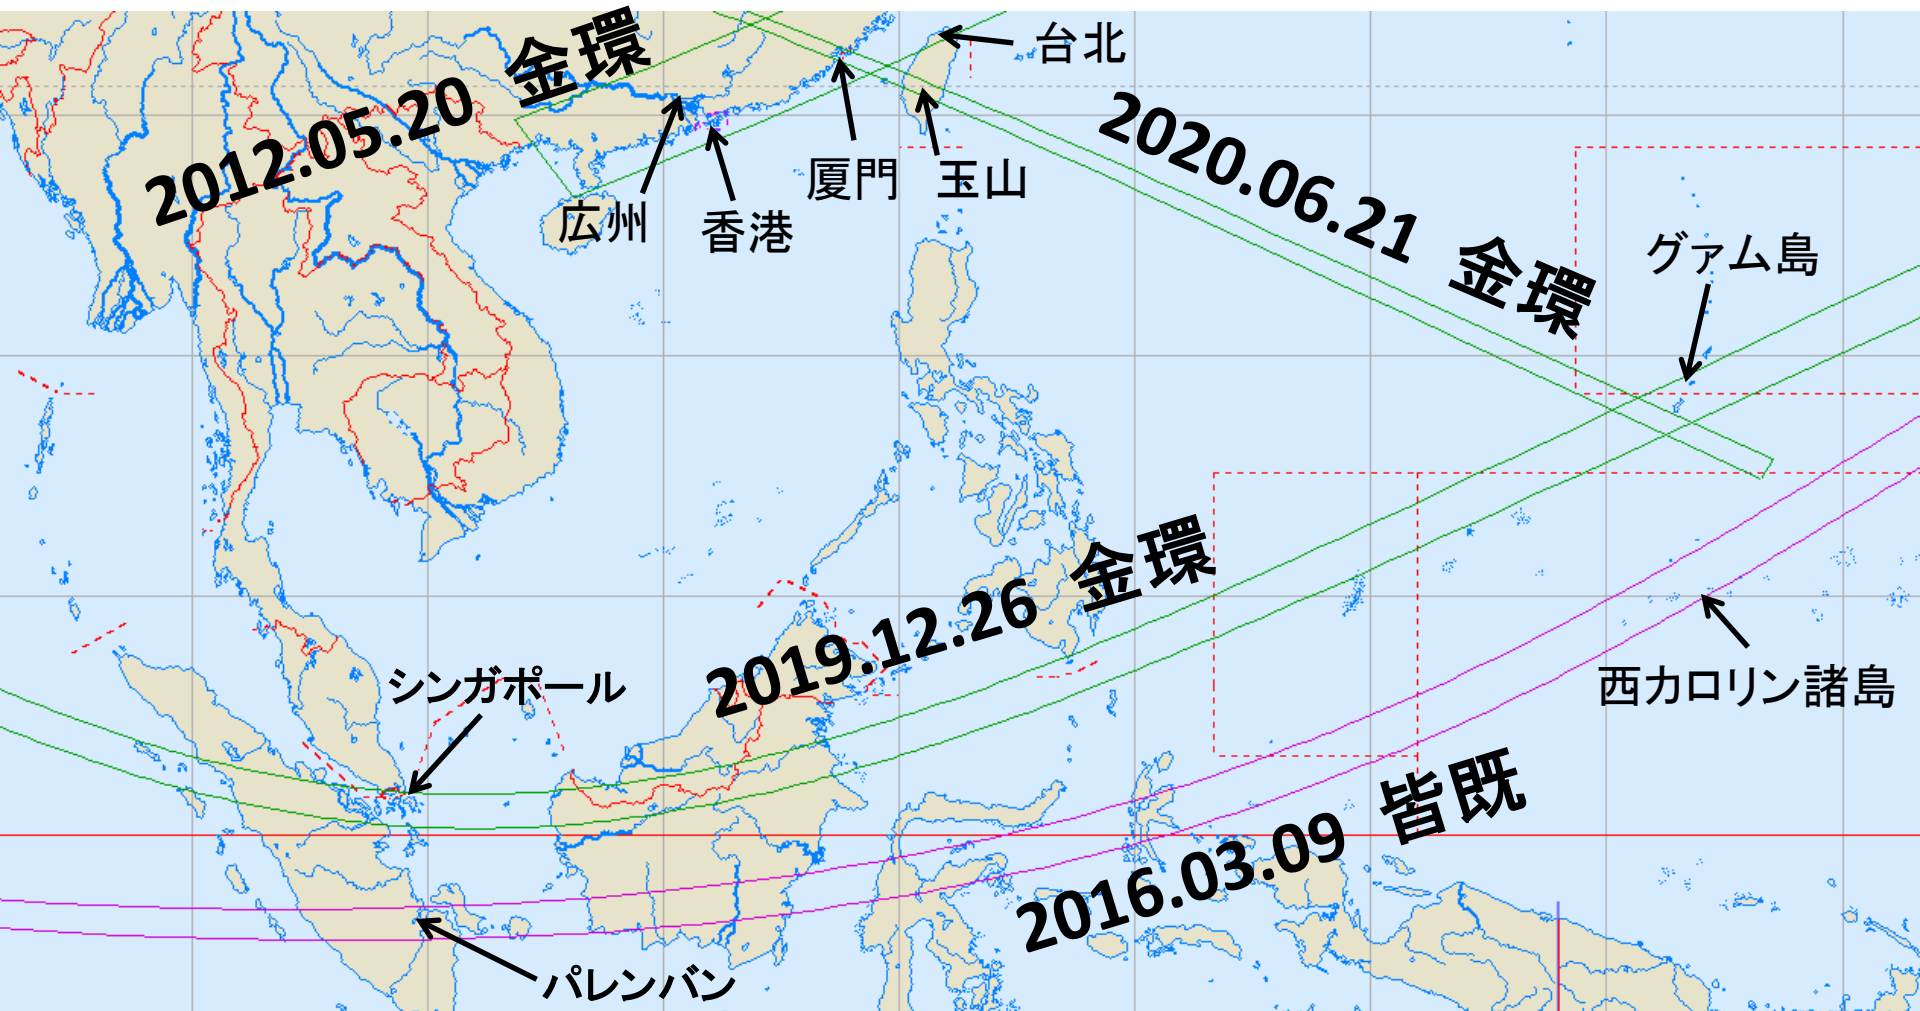 台北
2012.05.20 金環
2020.06.21 金環
厦門
玉山
広州
香港
グァム島
2019.12.26 金環
シンガポール
西カロリン諸島
2016.03.09 皆既
パレンバン